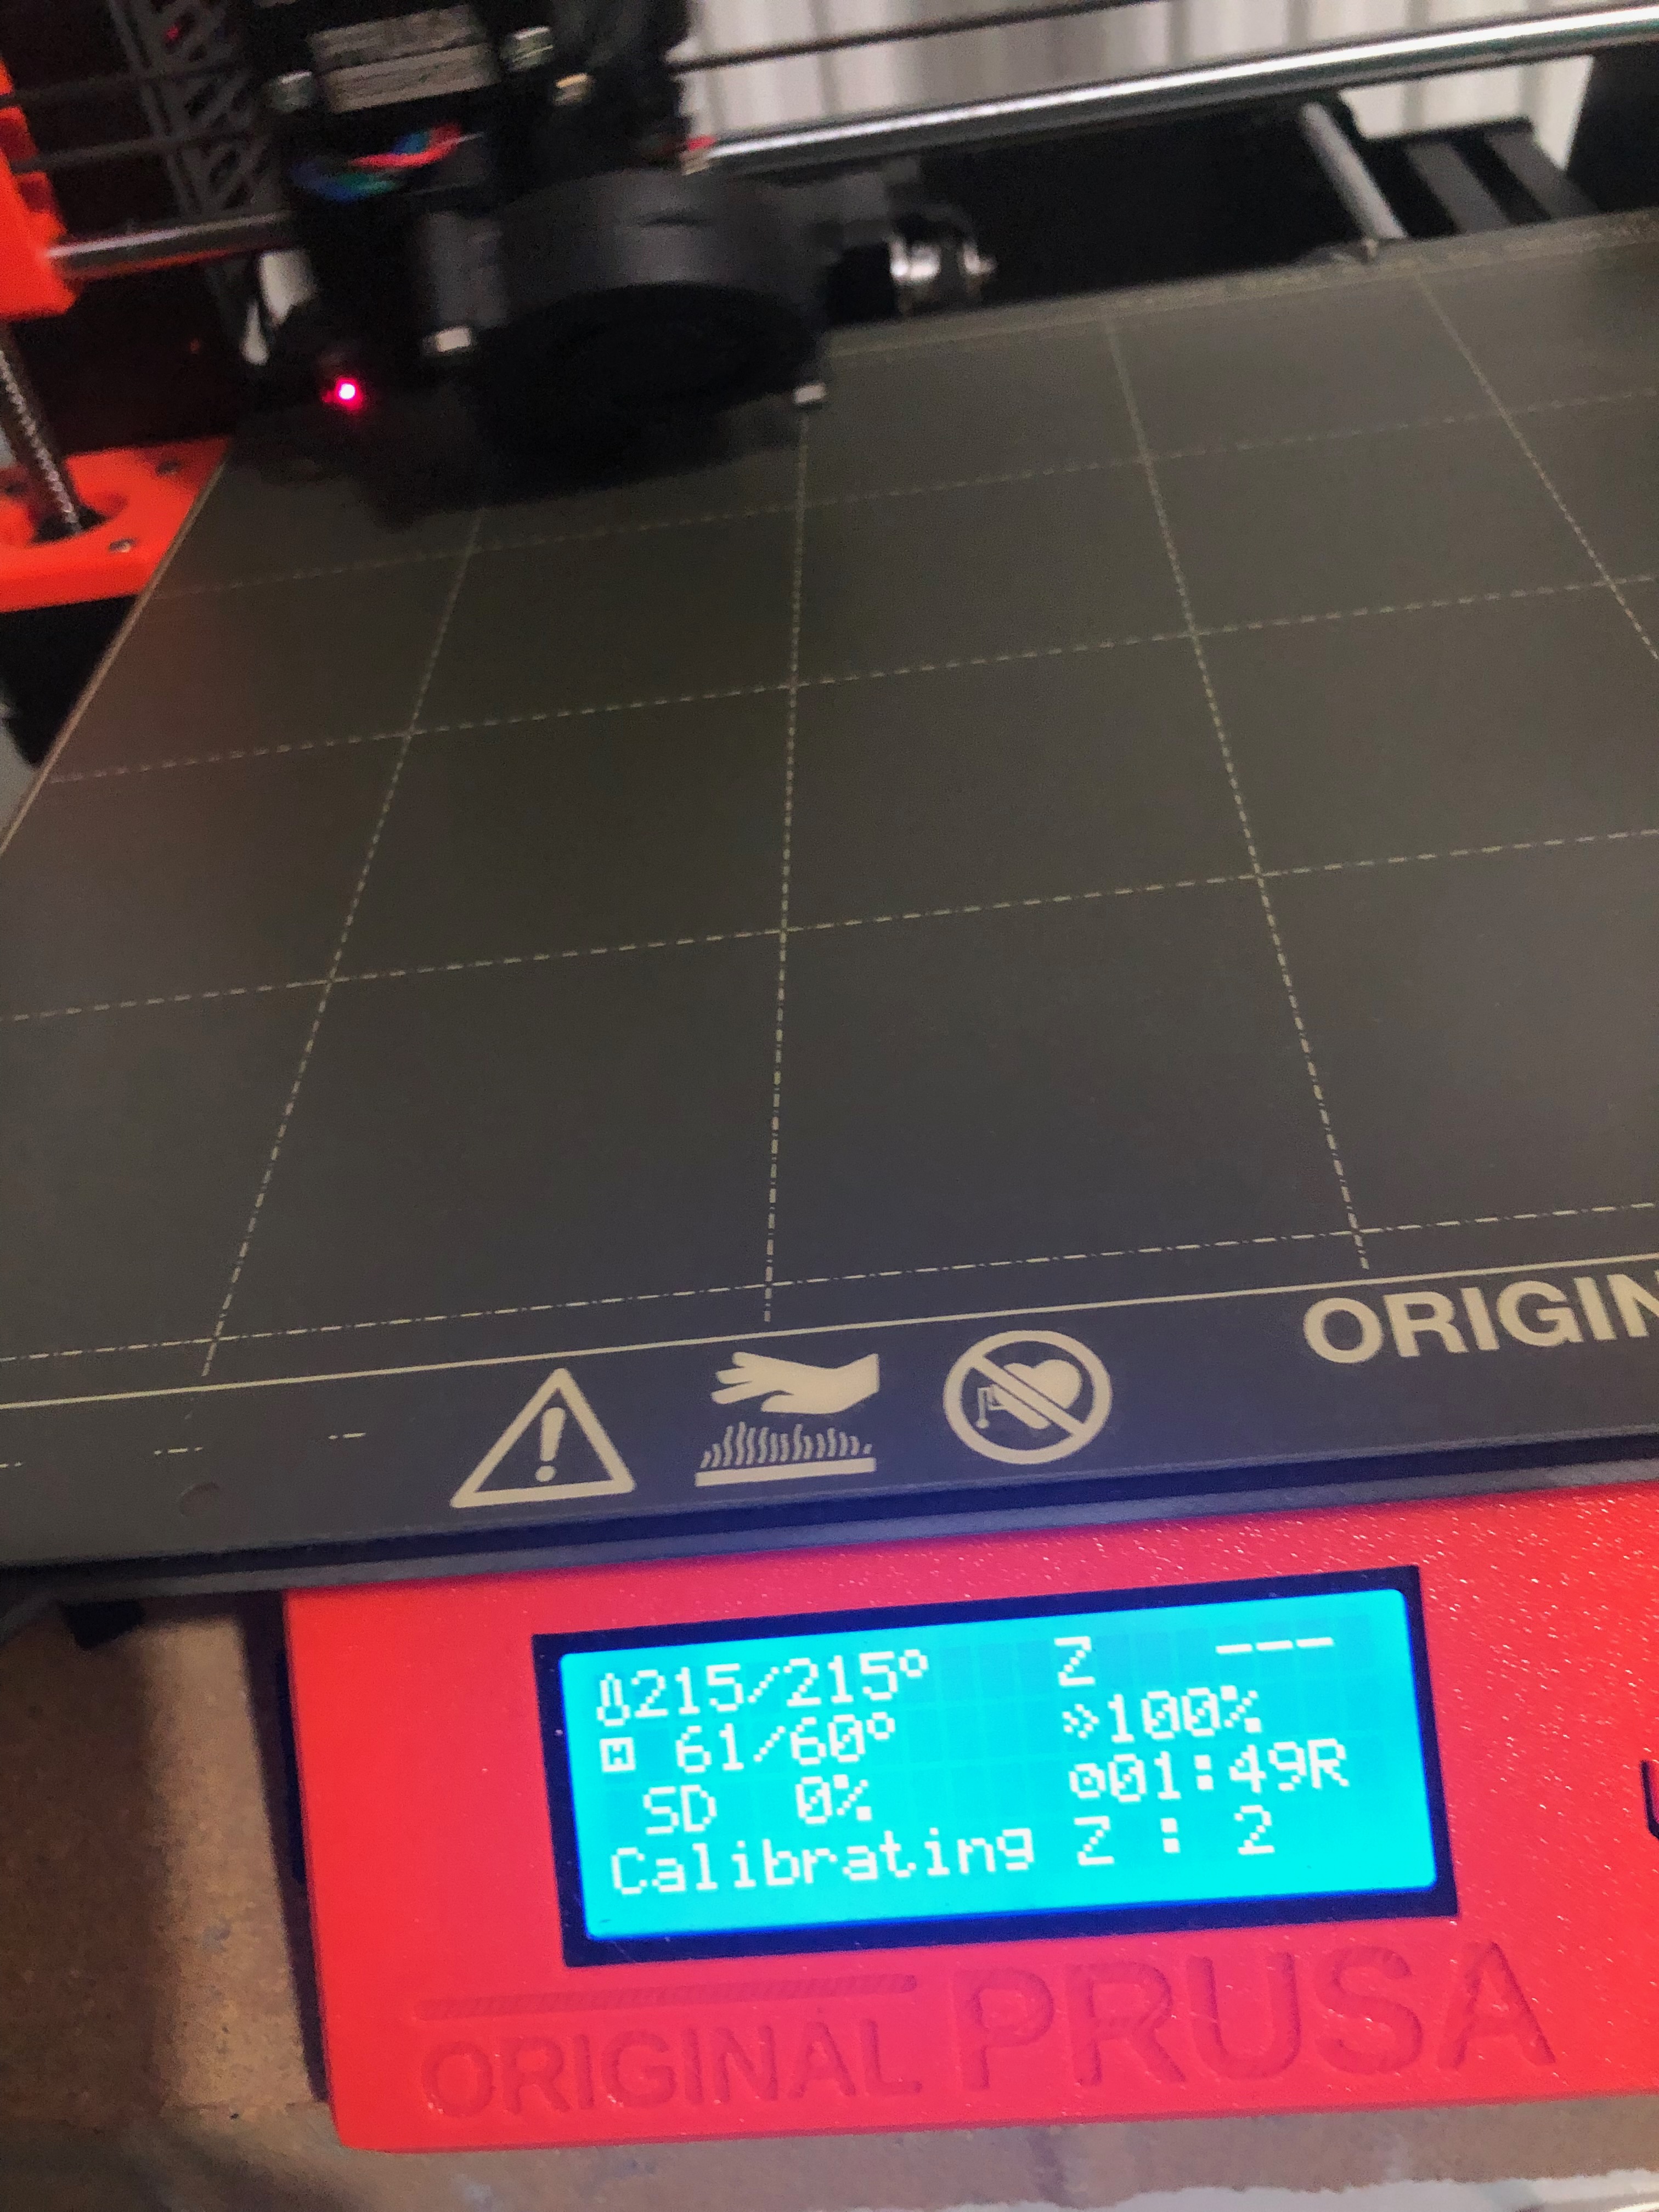 ORIGIN
215/215°
Z ---
61/60°
100%
SD 0%
01:49R
Calibrating Z : 2
ORIGINAL PRUSA